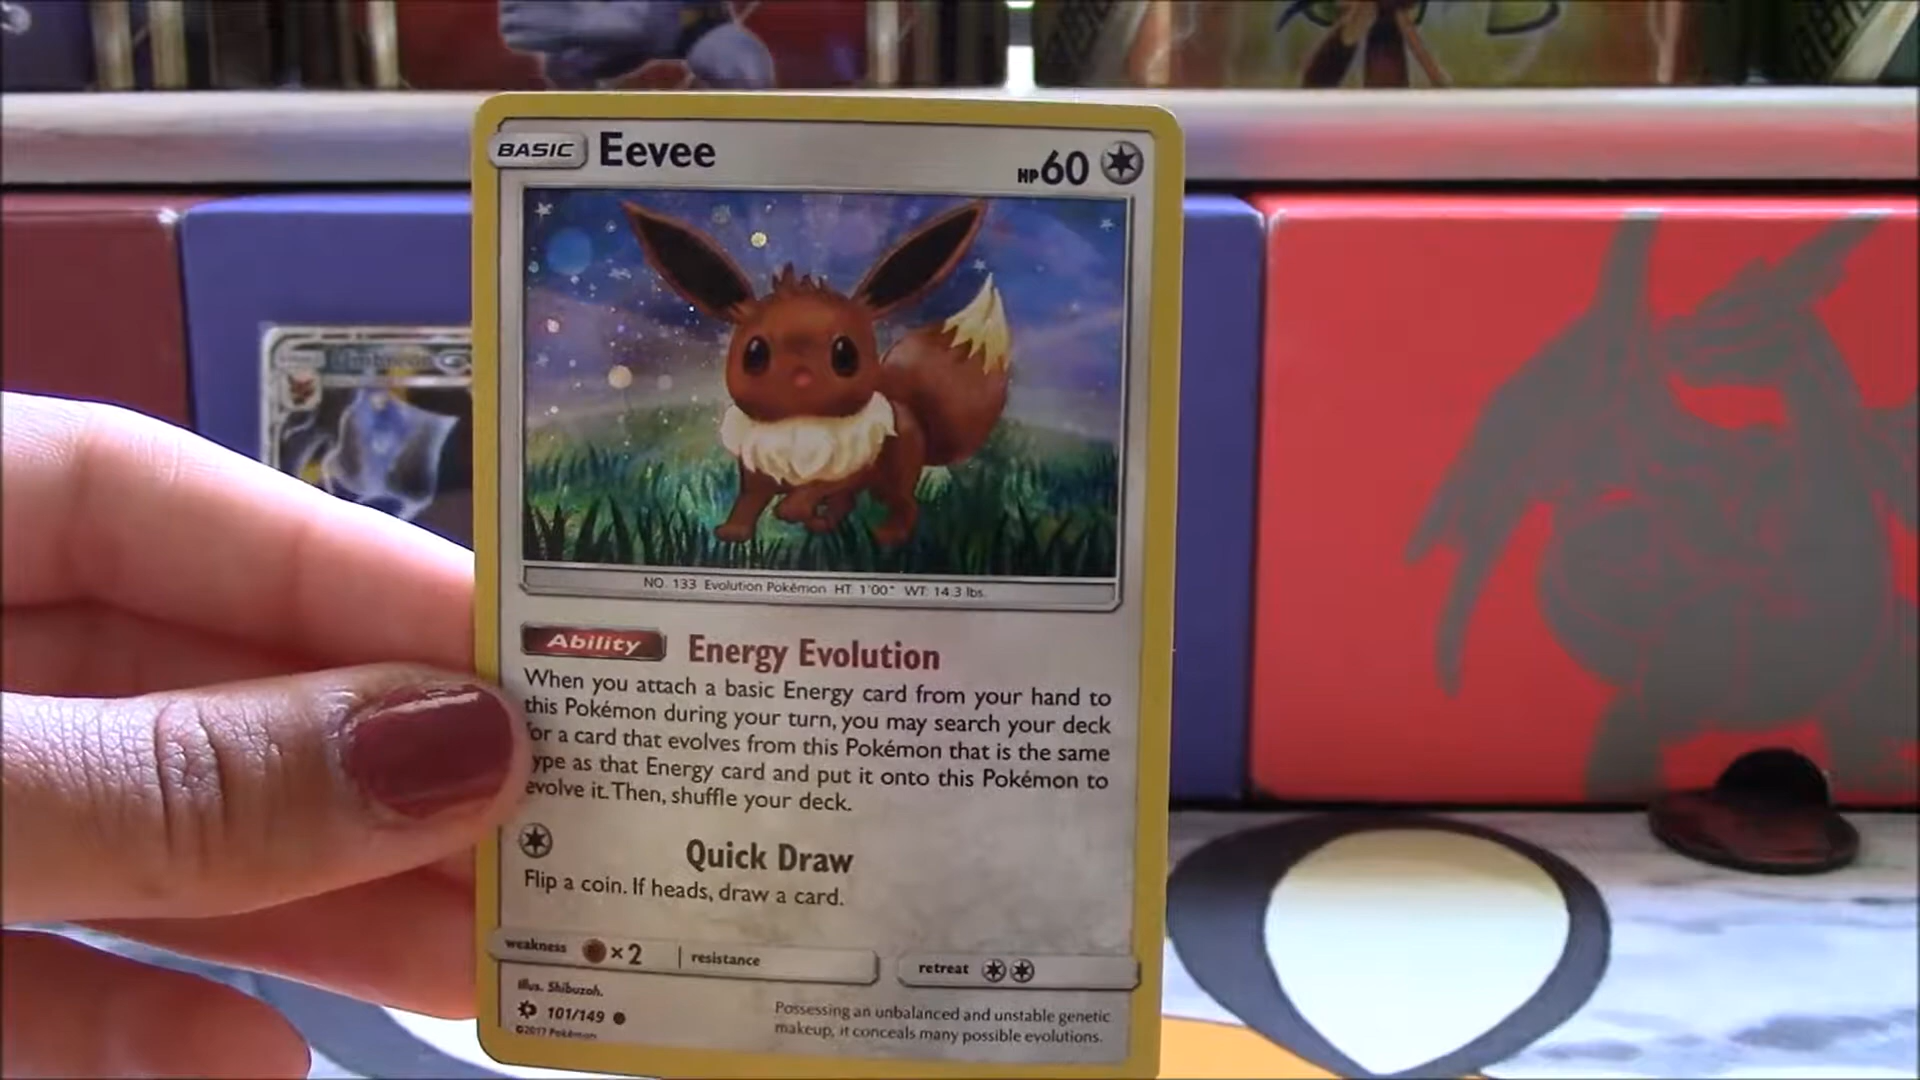 BASIC Eevee HP60
NO. 133 Evolution Pokémon HT: 1'00" WT: 14.3 lbs.
Ability Energy Evolution
When you attach a basic Energy card from your hand to
this Pokémon during your turn, you may search your deck
for a card that evolves from this Pokémon that is the same
ype as that Energy card and put it onto this Pokémon to
evolve it. Then, shuffle your deck.
Quick Draw
Flip a coin. If heads, draw a card.
weakness ×2 resistance retreat
Illus. Shibuzoh.
101/149
©2017 Pokémon
Possessing an unbalanced and unstable genetic
makeup, it conceals many possible evolutions.
Umbreon